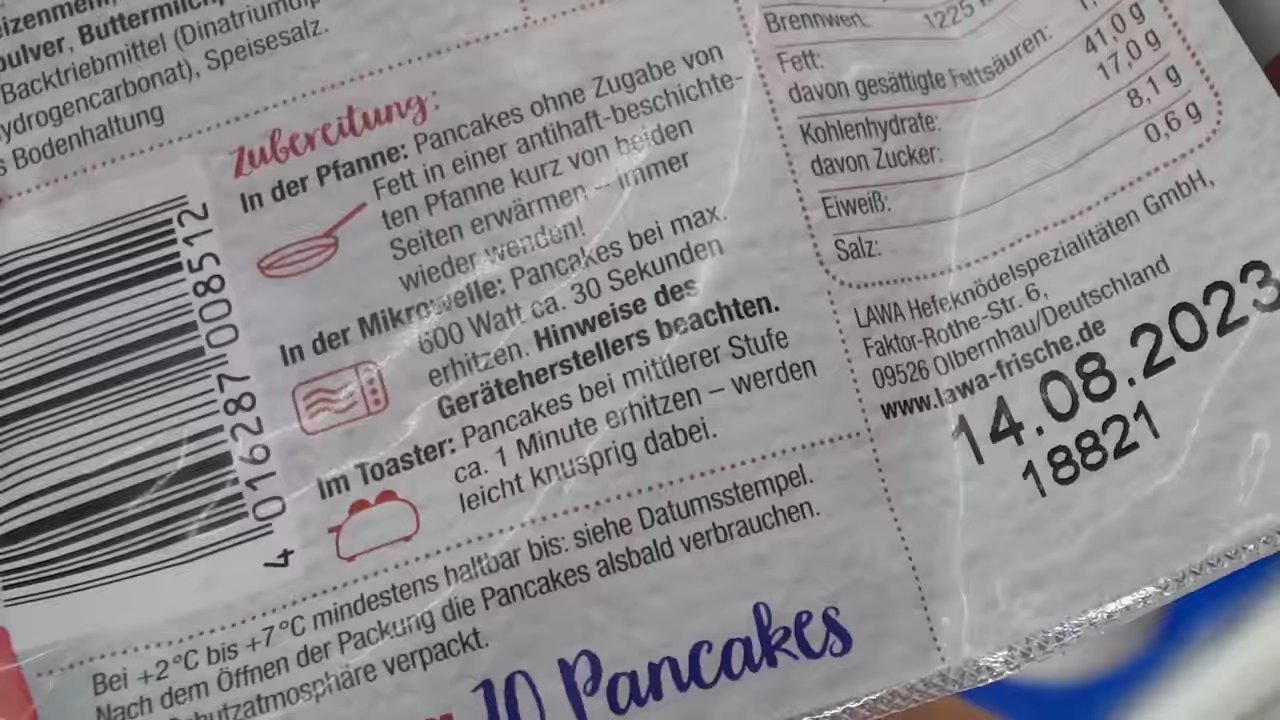 Buttermilch
pulver,
Backtriebmittel (Dinatriumdip
ydrogencarbonat), Speisesalz.
s Bodenhaltung
Zubereitung:
In der Pfanne: Pancakes ohne Zugabe von
Fett in einer antihaft-beschichte-
ten Pfanne kurz von beiden
Seiten erwärmen – immer
wieder wenden!
In der Mikrowelle: Pancakes bei max.
600 Watt ca. 30 Sekunden
erhitzen. Hinweise des
Geräteherstellers beachten.
Im Toaster: Pancakes bei mittlerer Stufe
ca. 1 Minute erhitzen – werden
leicht knusprig dabei.
4 016287 008512
Bei +2°C bis +7°C mindestens haltbar bis: siehe Datumsstempel.
Nach dem Öffnen der Packung die Pancakes alsbald verbrauchen.
chutzatmosphäre verpackt.
10 Pancakes
Brennwert: 1225
Fett:
davon gesättigte Fettsäuren:
Kohlenhydrate: 41,0 g
davon Zucker: 17,0 g
Eiweiß: 8,1 g
Salz: 0,6 g
LAWA Hefeknödelspezialitäten GmbH,
Faktor-Rothe-Str. 6,
09526 Olbernhau/Deutschland
www.lawa-frische.de
14.08.2023
18821